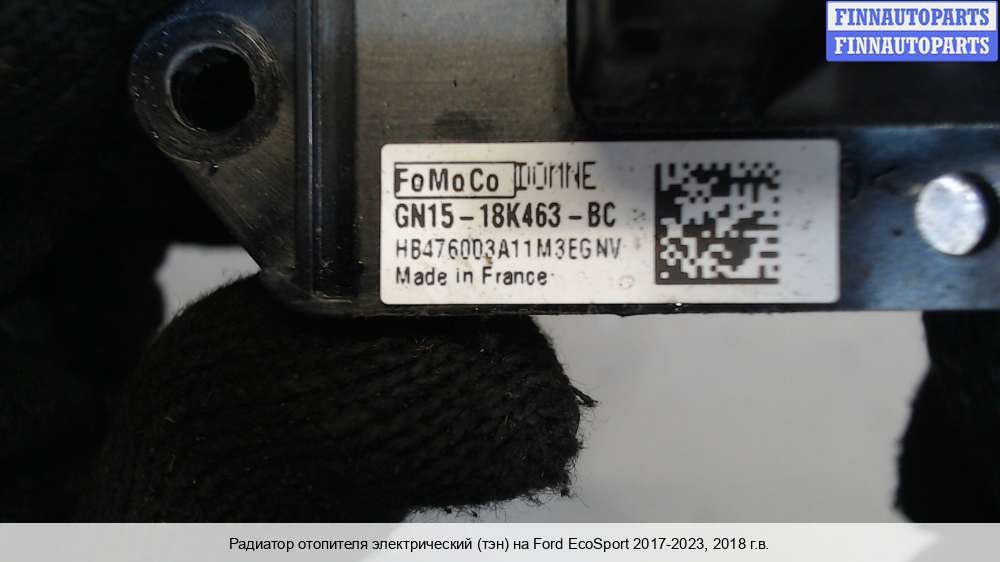 FINNAUTOPARTS
FINNAUTOPARTS
FoMoCo
GN15-18K463-BC
HB476003A11M3EGNV
Made in France
Радиатор отопителя электрический (тэн) на Ford EcoSport 2017-2023, 2018 г.в.